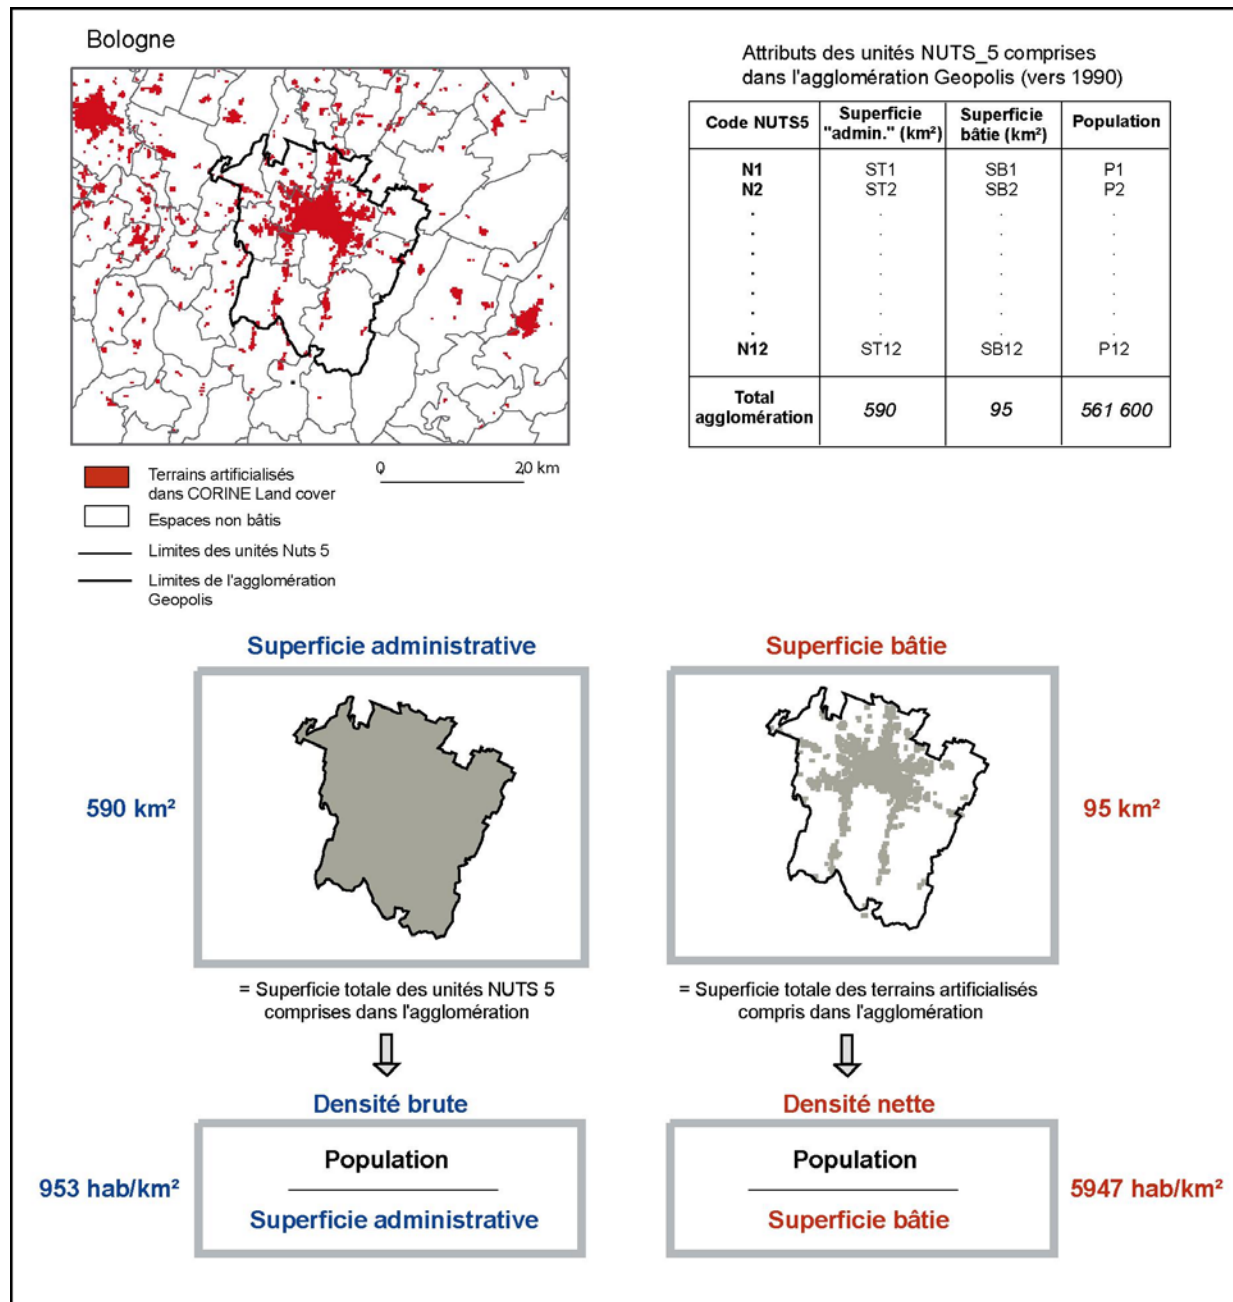 Bologne
Attributs des unités NUTS_5 comprises
dans l'agglomération Geopolis (vers 1990)
Code NUTS5 Superficie "admin." (km²) Superficie bâtie (km²) Population
N1 ST1 SB1 P1
N2 ST2 SB2 P2
. . . .
. . . .
. . . .
. . . .
. . . .
. . . .
. . . .
N12 ST12 SB12 P12
Total agglomération 590 95 561 600
0 20 km
Terrains artificialisés
dans CORINE Land cover
Espaces non bâtis
Limites des unités Nuts 5
Limites de l'agglomération
Geopolis
Superficie administrative
590 km²
= Superficie totale des unités NUTS 5
comprises dans l'agglomération
Densité brute
953 hab/km²
Population
Superficie administrative
Superficie bâtie
95 km²
= Superficie totale des terrains artificialisés
compris dans l'agglomération
Densité nette
Population
Superficie bâtie
5947 hab/km²